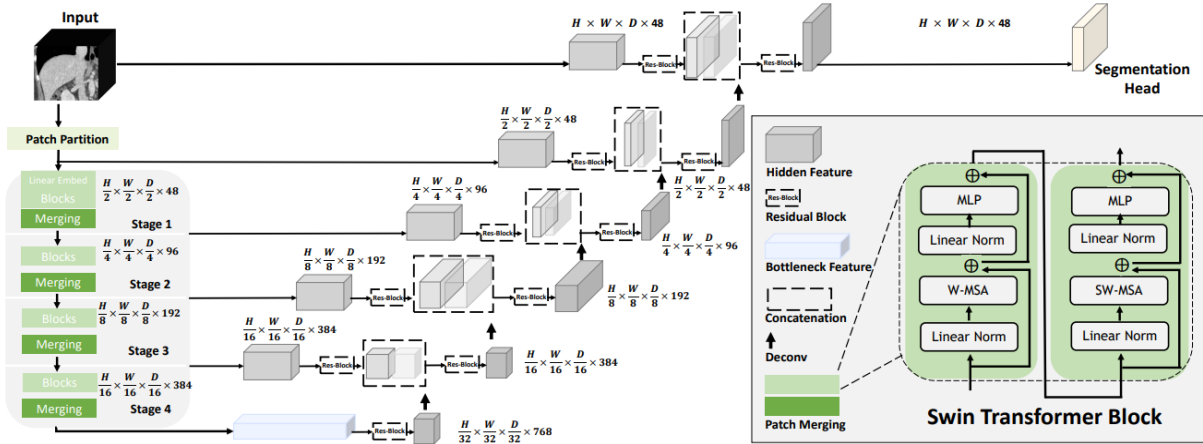 Input
H × W × D × 48
H × W × D × 48
Res-Block
Res-Block
Segmentation
Head
Patch Partition
H/2 × W/2 × D/2 × 48
Res-Block
Res-Block
H/2 × W/2 × D/2 × 48
Linear Embed
Blocks
H/2 × W/2 × D/2 × 48
Merging
Stage 1
H/4 × W/4 × D/4 × 96
Res-Block
Res-Block
H/4 × W/4 × D/4 × 96
Blocks
H/4 × W/4 × D/4 × 96
Merging
Stage 2
H/8 × W/8 × D/8 × 192
Res-Block
Res-Block
H/8 × W/8 × D/8 × 192
Blocks
H/8 × W/8 × D/8 × 192
Merging
Stage 3
H/16 × W/16 × D/16 × 384
Res-Block
Res-Block
H/16 × W/16 × D/16 × 384
Blocks
H/16 × W/16 × D/16 × 384
Merging
Stage 4
Res-Block
H/32 × W/32 × D/32 × 768
Hidden Feature
Res-Block
Residual Block
Bottleneck Feature
Concatenation
Deconv
Patch Merging
MLP
Linear Norm
W-MSA
Linear Norm
MLP
Linear Norm
SW-MSA
Linear Norm
Swin Transformer Block